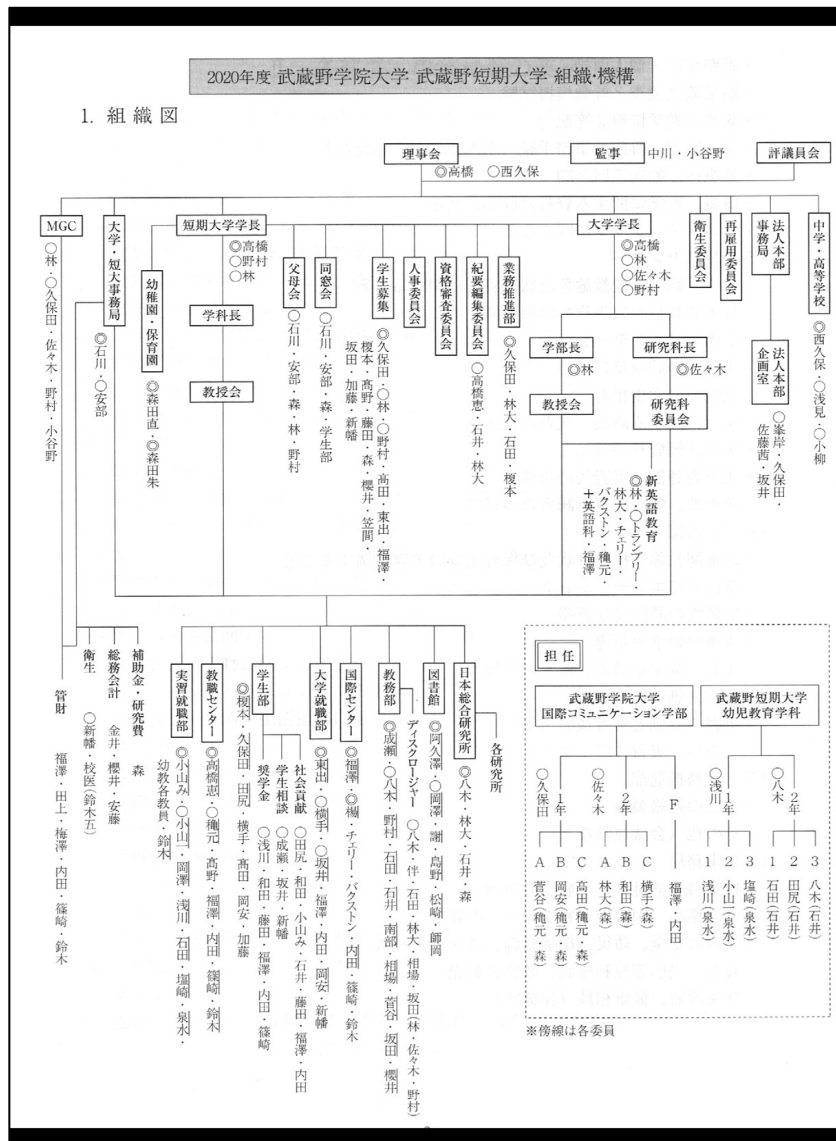 2020年度 武蔵野学院大学 武蔵野短期大学 組織・機構
1. 組織図
理事会
◎高橋 ○西久保
監事 中川・小谷野
評議員会
MGC
○林・○久保田・佐々木・野村・小谷野
大学・短大事務局
◎石川・○安部
幼稚園・保育園
◎森田直・◎森田朱
短期大学学長
◎高橋
○野村
○林
学科長
教授会
父母会
○石川・安部・森・林・野村
同窓会
○石川・安部・森・学生部
学生募集
◎久保田・○林・○野村・高田・東出・福澤・
榎本・髙野・藤田・森・櫻井・笠間・
坂田・加藤・新幡
人事委員会
資格審査委員会
紀要編集委員会
○高橋恵・石井・林大
業務推進部
◎久保田・林大・石田・榎本
大学学長
◎高橋
○林
○佐々木
○野村
学部長
◎林
教授会
研究科長
◎佐々木
研究科
委員会
新英語教育
◎林・○トランブリー・
林大・チェリー・
バクストン・穐元・
＋英語科・福澤
衛生委員会
再雇用委員会
法人本部
事務局
法人本部
企画室
○峯岸・久保田・
佐藤茜・坂井
中学・高等学校
◎西久保・○浅見・○小柳
管財 福澤・田上・梅澤・内田・篠崎・鈴木
衛生 ○新幡・校医(鈴木五)
総務会計 金井・櫻井・安藤
補助金・研究費 森
実習就職部
◎小山み・○小山一・岡澤・浅川・石田・塩崎・泉水・
幼教各教員・鈴木
教職センター
◎高橋恵・○穐元・髙野・福澤・内田・篠崎・鈴木
学生部
◎榎本・久保田・田尻・横手・髙田・岡安・加藤
奨学金 ○浅川・和田・藤田・福澤・内田・篠崎
学生相談 ○成瀬・坂井・新幡
社会貢献 ○田尻・和田・小山み・石井・藤田・福澤・内田
大学就職部
◎東出・○横手・○坂井・福澤・内田・岡安・新幡
国際センター
◎福澤・◎楓・チェリー・バクストン・内田・篠崎・鈴木
教務部
◎成瀬・○八木・野村・石田・石井・南部・相場・菅谷・坂田・櫻井
ディスクロージャー ○八木・伴・石田・林大・相場・坂田(林・佐々木・野村)
図書館
◎阿久澤・○岡澤・謝・島野・松崎・師岡
日本総合研究所
◎八木・林大・石井・森
各研究所
担任
武蔵野学院大学
国際コミュニケーション学部
○久保田 1年
A 菅谷(穐元・森)
B 岡安(穐元・森)
C 高田(穐元・森)
○佐々木 2年
A 林大(森)
B 和田(森)
C 横手(森)
F 福澤・内田
武蔵野短期大学
幼児教育学科
○浅川 1年
1 浅川(泉水)
2 小山一(泉水)
3 塩崎(泉水)
○八木 2年
1 石田(石井)
2 田尻(石井)
3 八木(石井)
※傍線は各委員